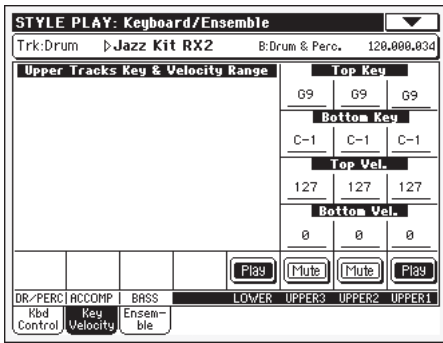 STYLE PLAY: Keyboard/Ensemble
Trk:Drum ▷Jazz Kit RX2 B:Drum & Perc. 120.000.034
Upper Tracks Key & Velocity Range
Top Key
G9 G9 G9
Bottom Key
C-1 C-1 C-1
Top Vel.
127 127 127
Bottom Vel.
0 0 0
Play Mute Mute Play
DR/PERC ACCOMP BASS LOWER UPPER3 UPPER2 UPPER1
Kbd Control Key Velocity Ensem-ble